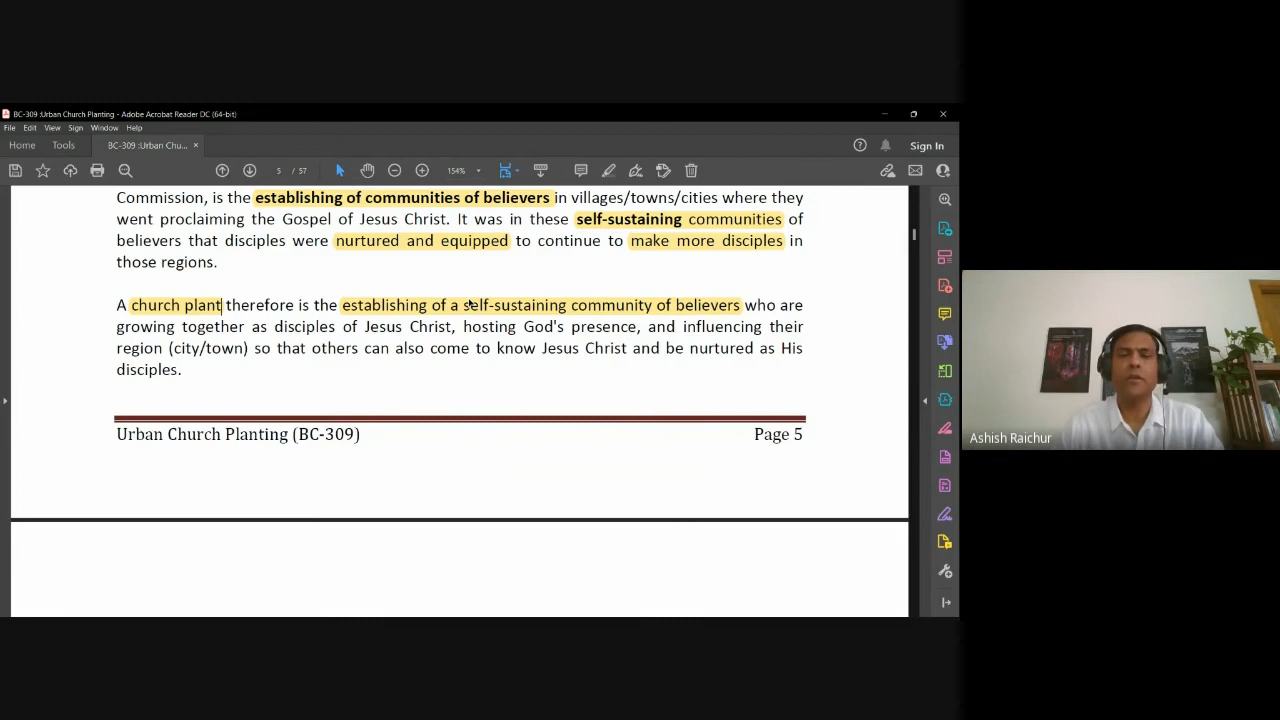 BC-309 :Urban Church Planting - Adobe Acrobat Reader DC (64-bit)
File Edit View Sign Window Help
Home Tools BC-309 :Urban Chu... × Sign In
5 / 57 154%
Commission, is the establishing of communities of believers in villages/towns/cities where they
went proclaiming the Gospel of Jesus Christ. It was in these self-sustaining communities of
believers that disciples were nurtured and equipped to continue to make more disciples in
those regions.
A church plant therefore is the establishing of a self-sustaining community of believers who are
growing together as disciples of Jesus Christ, hosting God's presence, and influencing their
region (city/town) so that others can also come to know Jesus Christ and be nurtured as His
disciples.
Urban Church Planting (BC-309) Page 5
Ashish Raichur